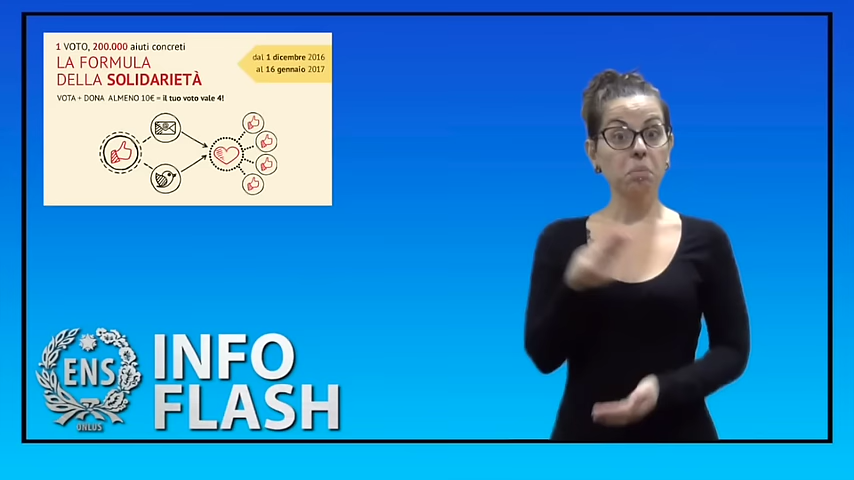 1 VOTO, 200.000 aiuti concreti
LA FORMULA
DELLA SOLIDARIETÀ
dal 1 dicembre 2016
al 16 gennaio 2017
VOTA + DONA ALMENO 10€ = il tuo voto vale 4!
ENS
ONLUS
INFO
FLASH